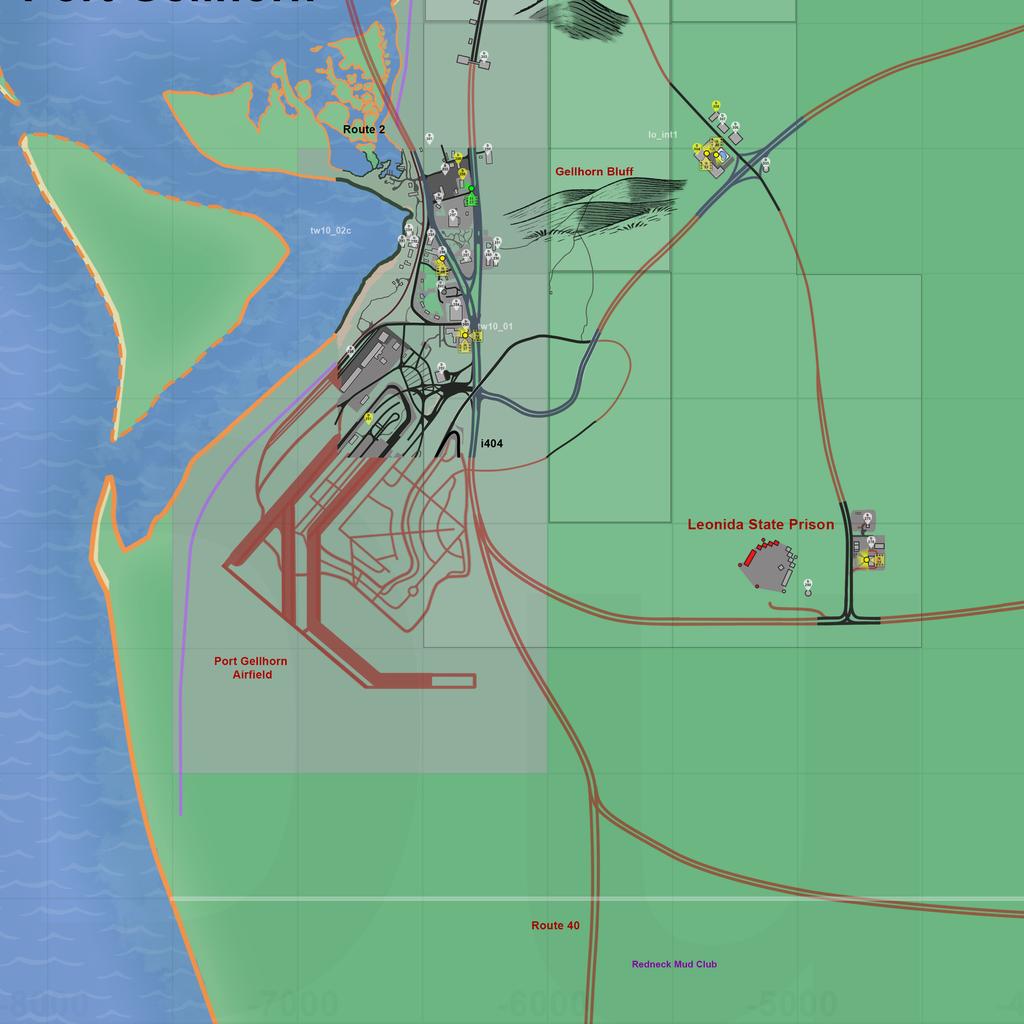 Port Gellhorn
Route 2
lo_int1
Gellhorn Bluff
tw10_02c
tw10_01
i404
Leonida State Prison
Port Gellhorn
Airfield
Route 40
Redneck Mud Club
-8000
-7000
-6000
-5000